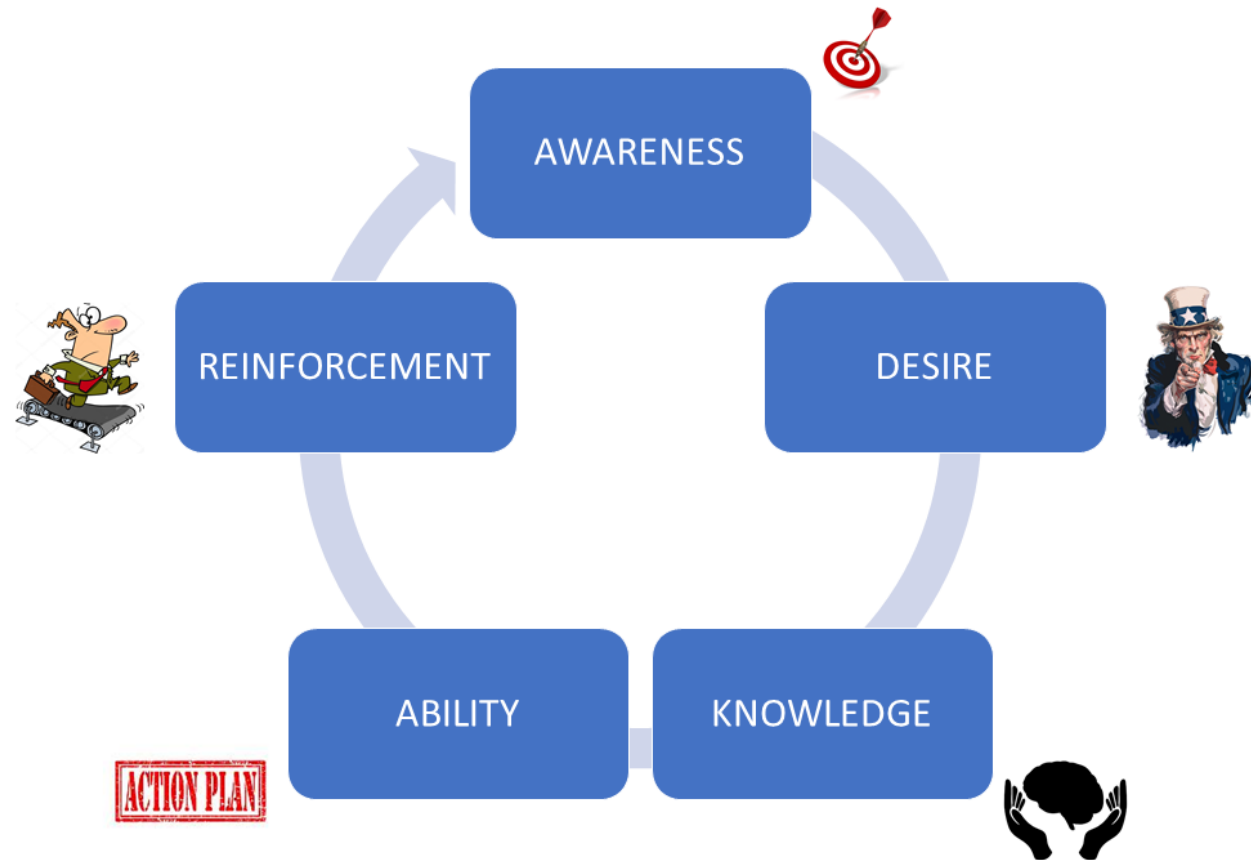 AWARENESS
DESIRE
KNOWLEDGE
ABILITY
REINFORCEMENT
ACTION PLAN